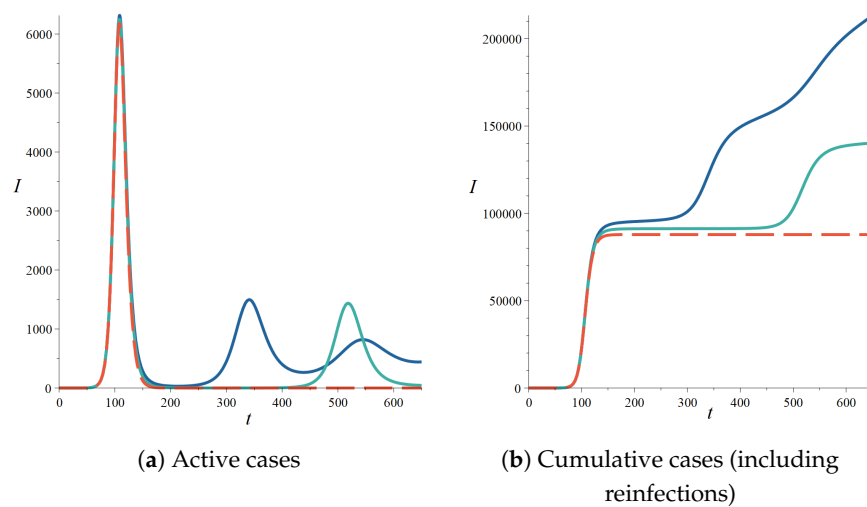 6000
5000
4000
I
3000
2000
1000
0
0 100 200 300 400 500 600
t
(a) Active cases
200000
150000
I
100000
50000
0
0 100 200 300 400 500 600
t
(b) Cumulative cases (including
reinfections)